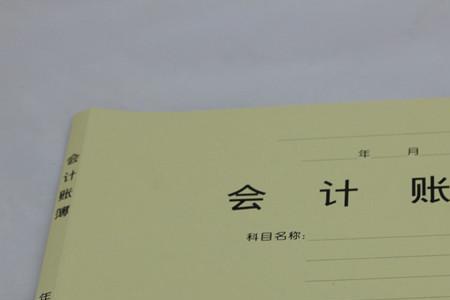 会计账簿
年
年 月
会 计 账
科目名称: